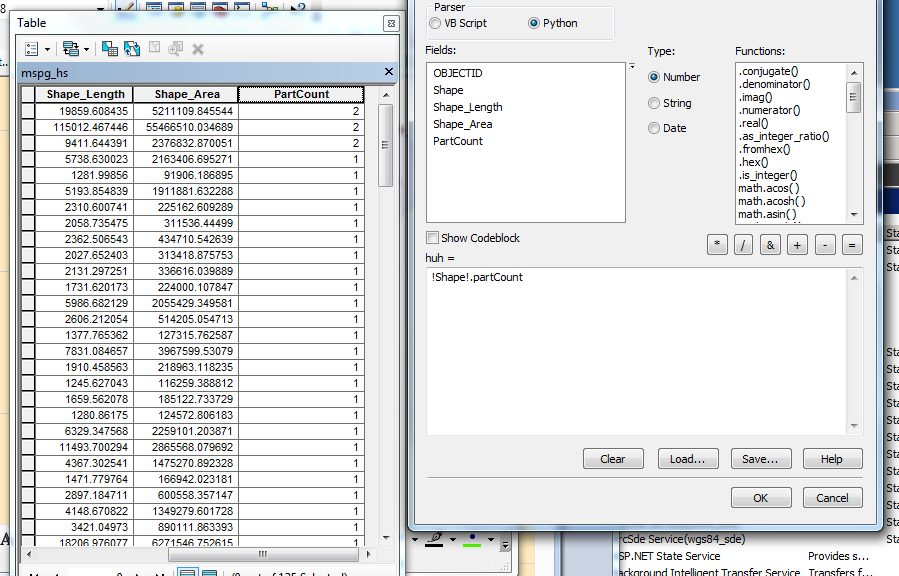 Table
mspg_hs
Shape_Length Shape_Area PartCount
19859.608435 5211109.845544 2
115012.467446 55466510.034689 2
9411.644391 2376832.870051 2
5738.630023 2163406.695271 1
1281.99856 91906.186895 1
5193.854839 1911881.632288 1
2310.600741 225162.609289 1
2058.735475 311536.44499 1
2362.506543 434710.542639 1
2027.652403 313418.875753 1
2131.297251 336616.039889 1
1731.620173 224000.107847 1
5986.682129 2055429.349581 1
2606.212054 514205.054713 1
1377.765362 127315.762587 1
7831.084657 3967599.53079 1
1910.458563 218963.118235 1
1245.627043 116259.388812 1
1659.562078 185122.733729 1
1280.86175 124572.806183 1
6329.347568 2259101.203871 1
11493.700294 2865568.079692 1
4367.302541 1475270.892328 1
1471.779764 166942.023181 1
2897.184711 600558.357147 1
4148.670822 1349279.601728 1
3421.04973 890111.863393 1
18206.976077 6271546.752615 1
Parser
VB Script Python
Fields:
OBJECTID
Shape
Shape_Length
Shape_Area
PartCount
Type:
Number
String
Date
Functions:
.conjugate()
.denominator()
.imag()
.numerator()
.real()
.as_integer_ratio()
.fromhex()
.hex()
.is_integer()
math.acos( )
math.acosh( )
math.asin( )
Show Codeblock
* / & + - =
huh =
!Shape!.partCount
Clear Load... Save... Help
OK Cancel
rcSde Service(wgs84_sde)
SP.NET State Service Provides s...
ackground Intelligent Transfer Service Transfers f...